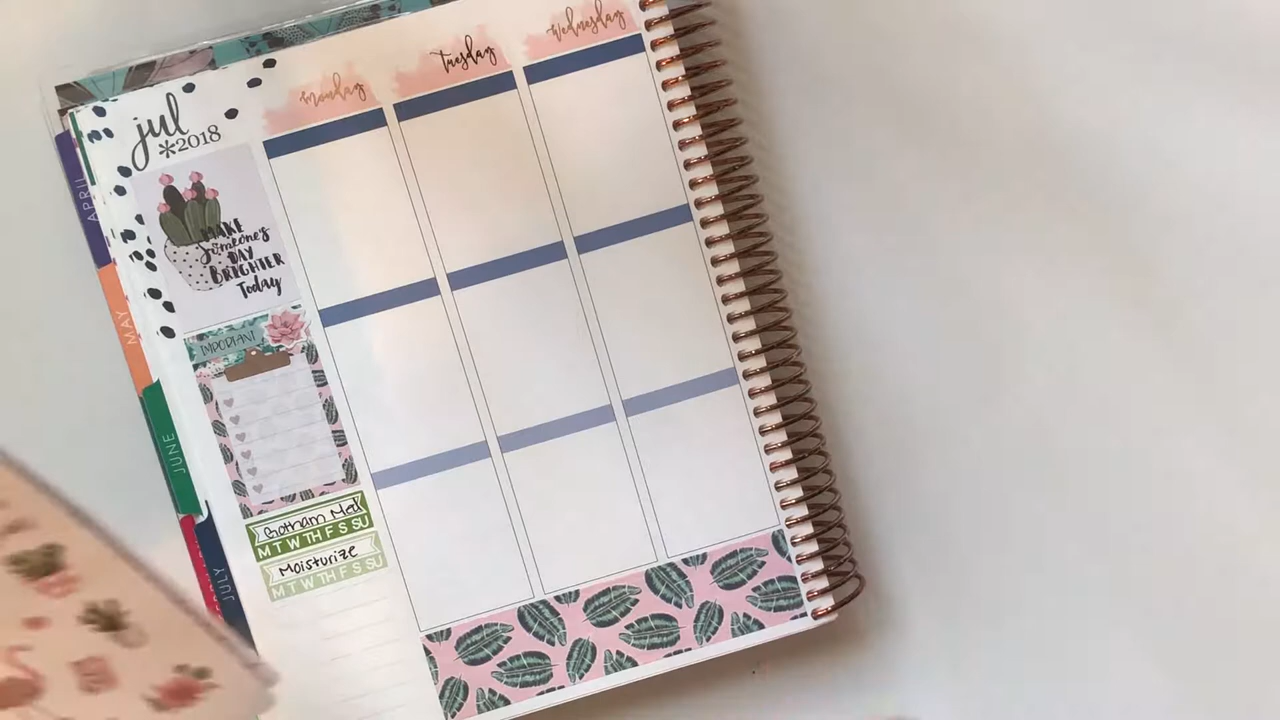 monday
Tuesday
wednesday
jul
*2018
MAKE
Someone's
DAY
BRIGHTER
Today
IMPORTANT
Gotham Med
M T W TH F S SU
Moisturize
M T W TH F S SU
APRIL
MAY
JUNE
JULY